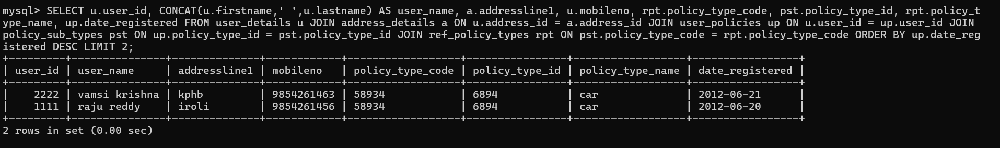 mysql> SELECT u.user_id, CONCAT(u.firstname,' ',u.lastname) AS user_name, a.addressline1, u.mobileno, rpt.policy_type_code, pst.policy_type_id, rpt.policy_t
ype_name, up.date_registered FROM user_details u JOIN address_details a ON u.address_id = a.address_id JOIN user_policies up ON u.user_id = up.user_id JOIN
policy_sub_types pst ON up.policy_type_id = pst.policy_type_id JOIN ref_policy_types rpt ON pst.policy_type_code = rpt.policy_type_code ORDER BY up.date_reg
istered DESC LIMIT 2;
+---------+---------------+--------------+------------+------------------+----------------+------------------+-----------------+
| user_id | user_name     | addressline1 | mobileno   | policy_type_code | policy_type_id | policy_type_name | date_registered |
+---------+---------------+--------------+------------+------------------+----------------+------------------+-----------------+
|    2222 | vamsi krishna | kphb         | 9854261463 | 58934            | 6894           | car              | 2012-06-21      |
|    1111 | raju reddy    | iroli        | 9854261456 | 58934            | 6894           | car              | 2012-06-20      |
+---------+---------------+--------------+------------+------------------+----------------+------------------+-----------------+
2 rows in set (0.00 sec)